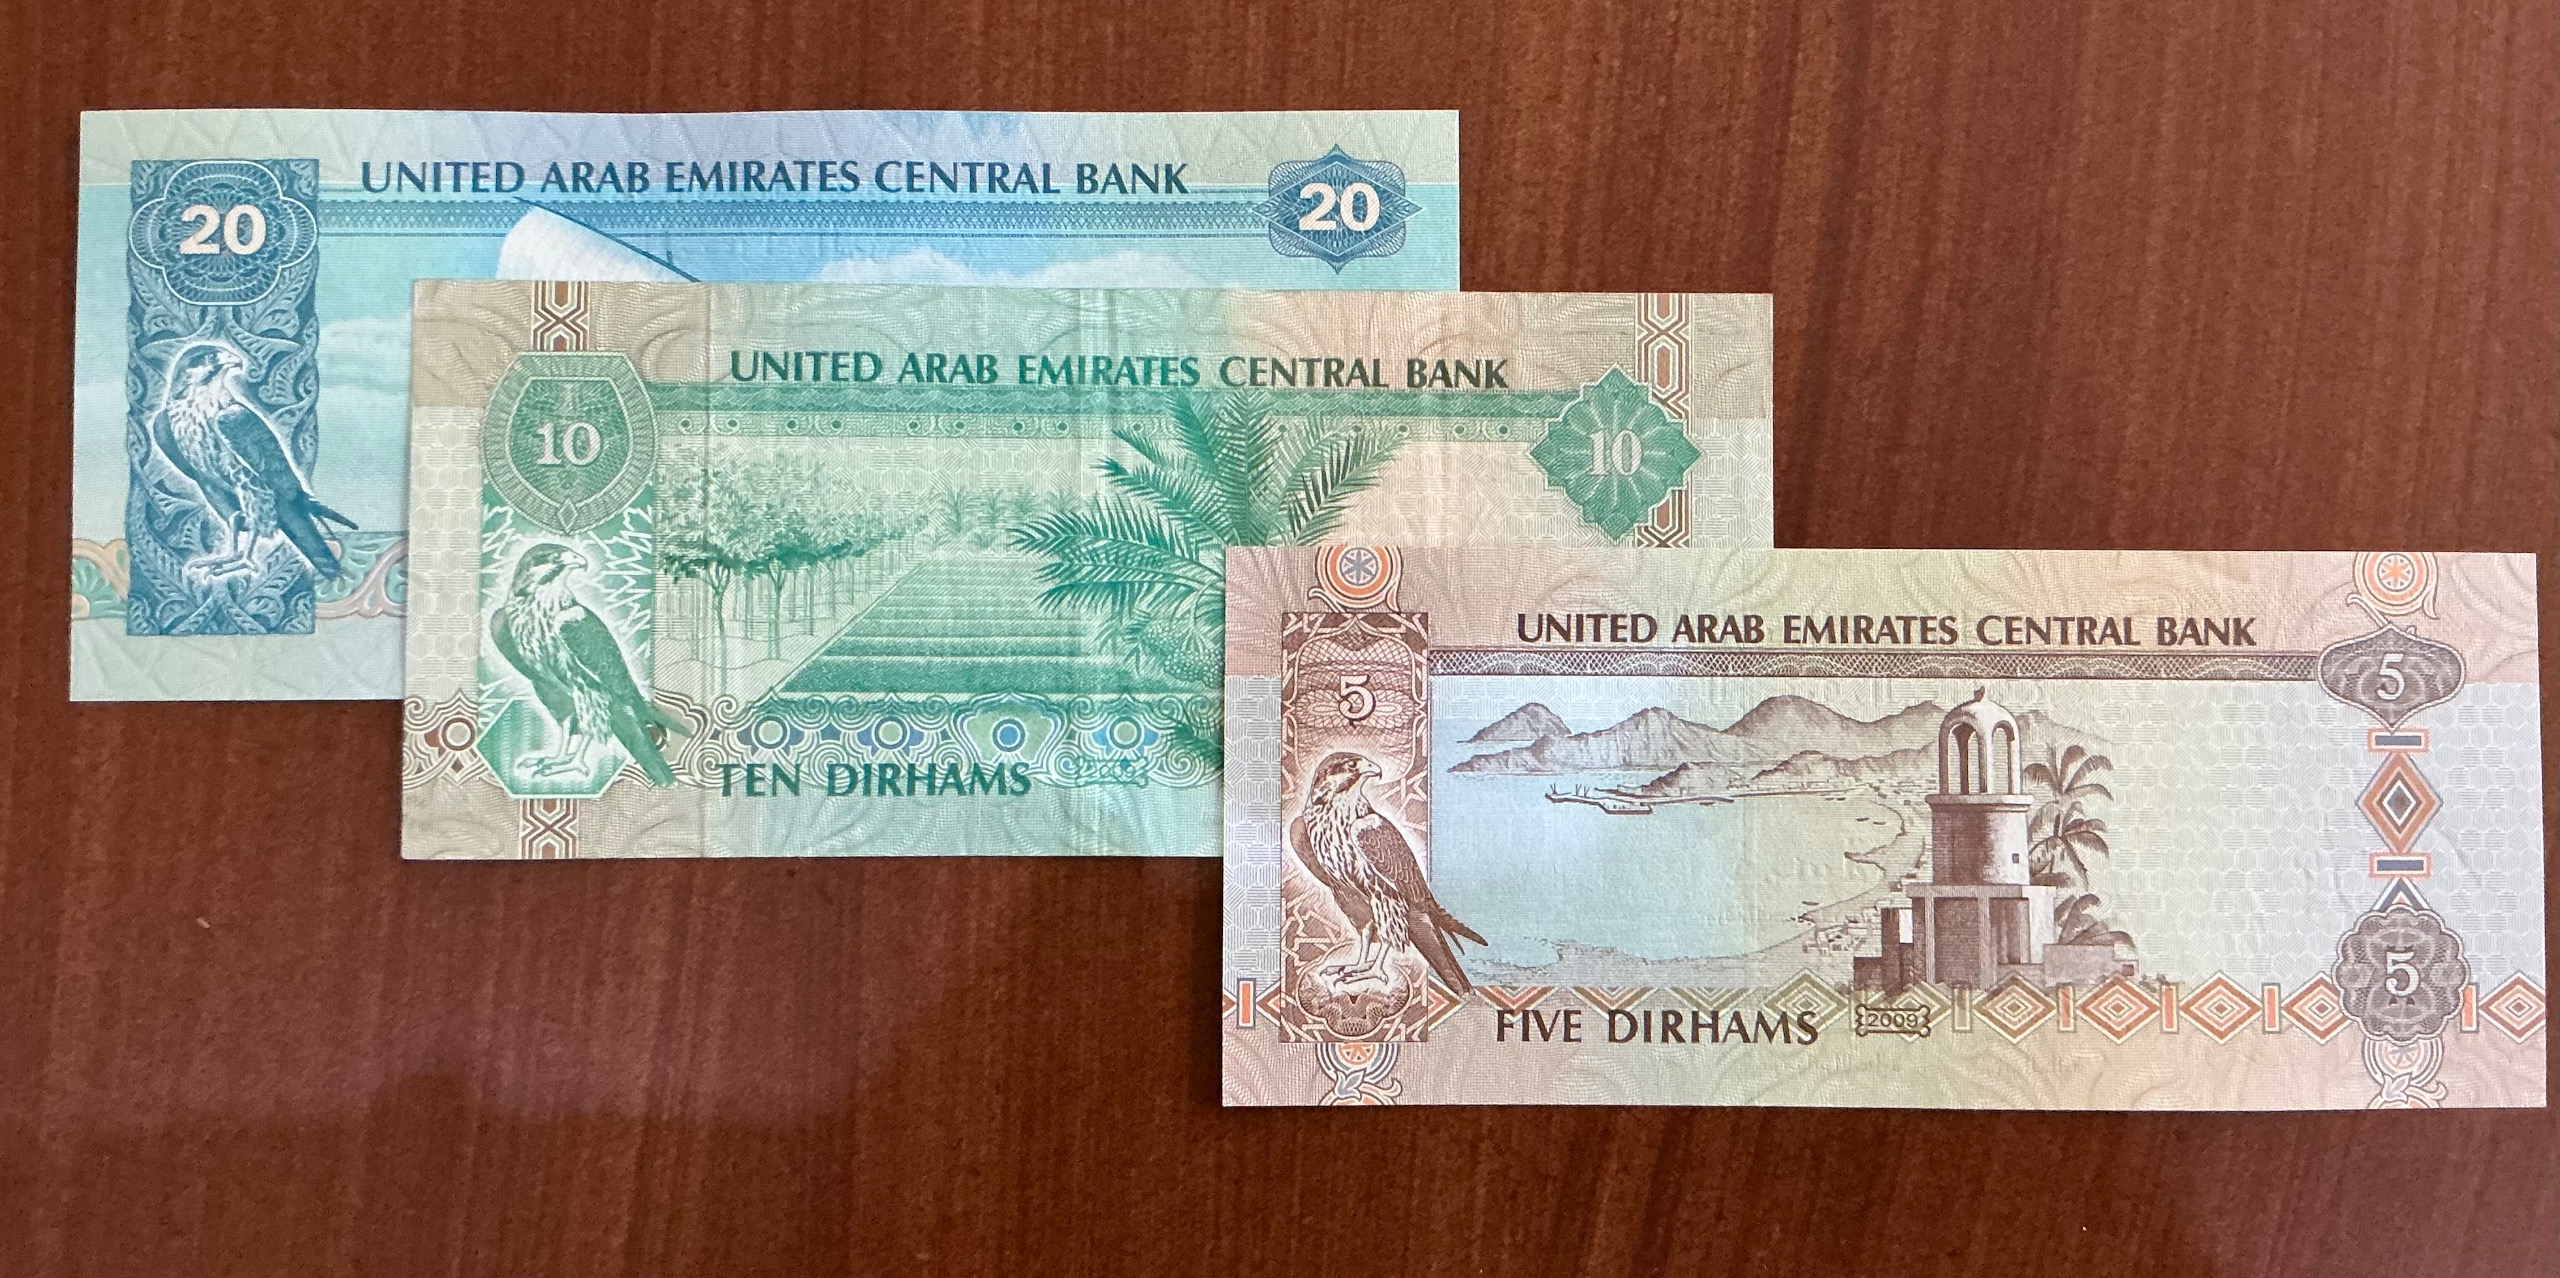 UNITED ARAB EMIRATES CENTRAL BANK
20
20
UNITED ARAB EMIRATES CENTRAL BANK
10
10
TEN DIRHAMS
UNITED ARAB EMIRATES CENTRAL BANK
5
5
5
FIVE DIRHAMS 2009